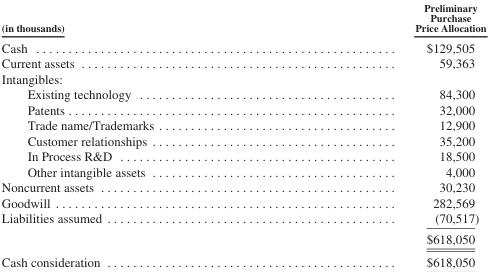 Preliminary
Purchase
(in thousands) Price Allocation
Cash $129,505
Current assets 59,363
Intangibles:
Existing technology 84,300
Patents 32,000
Trade name/Trademarks 12,900
Customer relationships 35,200
In Process R&D 18,500
Other intangible assets 4,000
Noncurrent assets 30,230
Goodwill 282,569
Liabilities assumed (70,517)
$618,050
Cash consideration $618,050